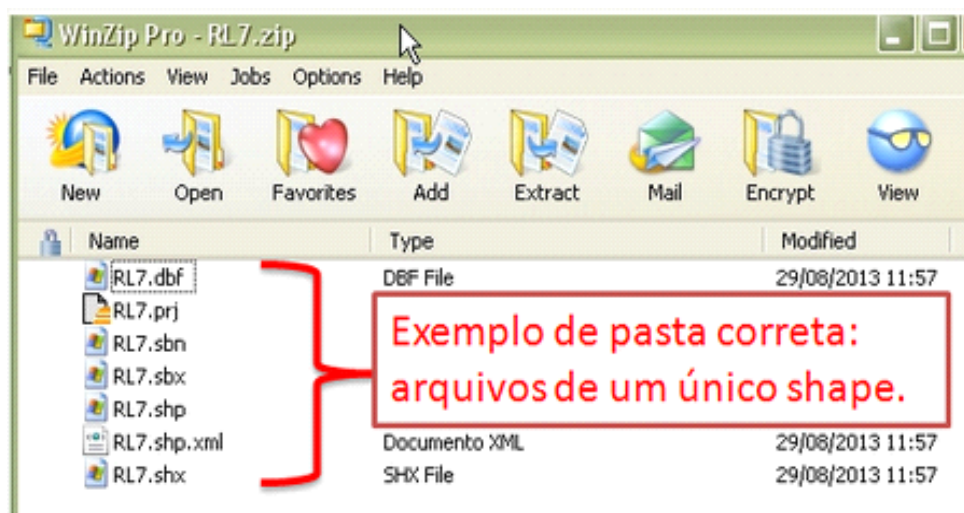 WinZip Pro - RL7.zip
File Actions View Jobs Options Help
New Open Favorites Add Extract Mail Encrypt View
Name Type Modified
RL7.dbf DBF File 29/08/2013 11:57
RL7.prj
RL7.sbn
RL7.sbx
RL7.shp
RL7.shp.xml Documento XML 29/08/2013 11:57
RL7.shx SHX File 29/08/2013 11:57
Exemplo de pasta correta:
arquivos de um único shape.